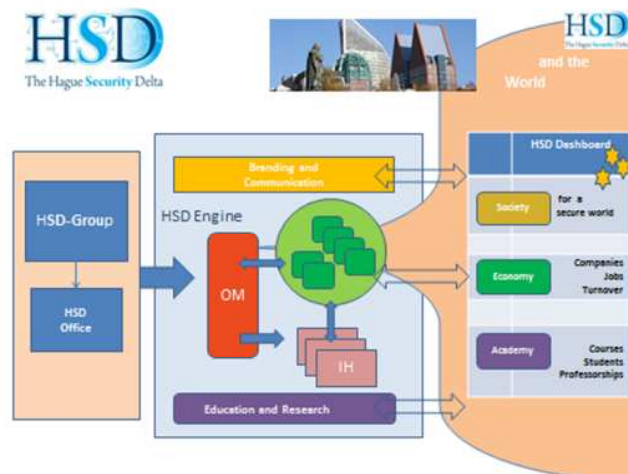 HSD
The Hague Security Delta
HSD
The Hague Security Delta
and the
World
HSD Dashboard
Branding and
Communication
HSD-Group
HSD Engine
Society
for a
secure world
OM
HSD
Office
Economy
Companies
Jobs
Turnover
IH
Academy
Courses
Students
Professorships
Education and Research